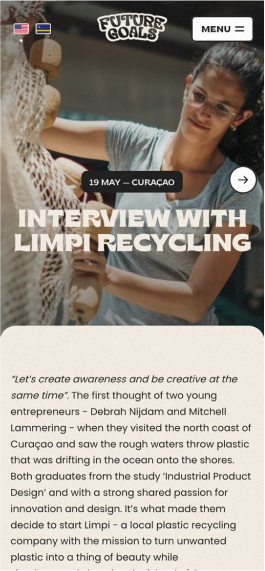 FUTURE
GOALS
MENU
19 MAY — CURAÇAO
INTERVIEW WITH
LIMPI RECYCLING
“Let’s create awareness and be creative at the
same time”. The first thought of two young
entrepreneurs - Debrah Nijdam and Mitchell
Lammering - when they visited the north coast of
Curaçao and saw the rough waters throw plastic
that was drifting in the ocean onto the shores.
Both graduates from the study ‘Industrial Product
Design’ and with a strong shared passion for
innovation and design. It’s what made them
decide to start Limpi - a local plastic recycling
company with the mission to turn unwanted
plastic into a thing of beauty while